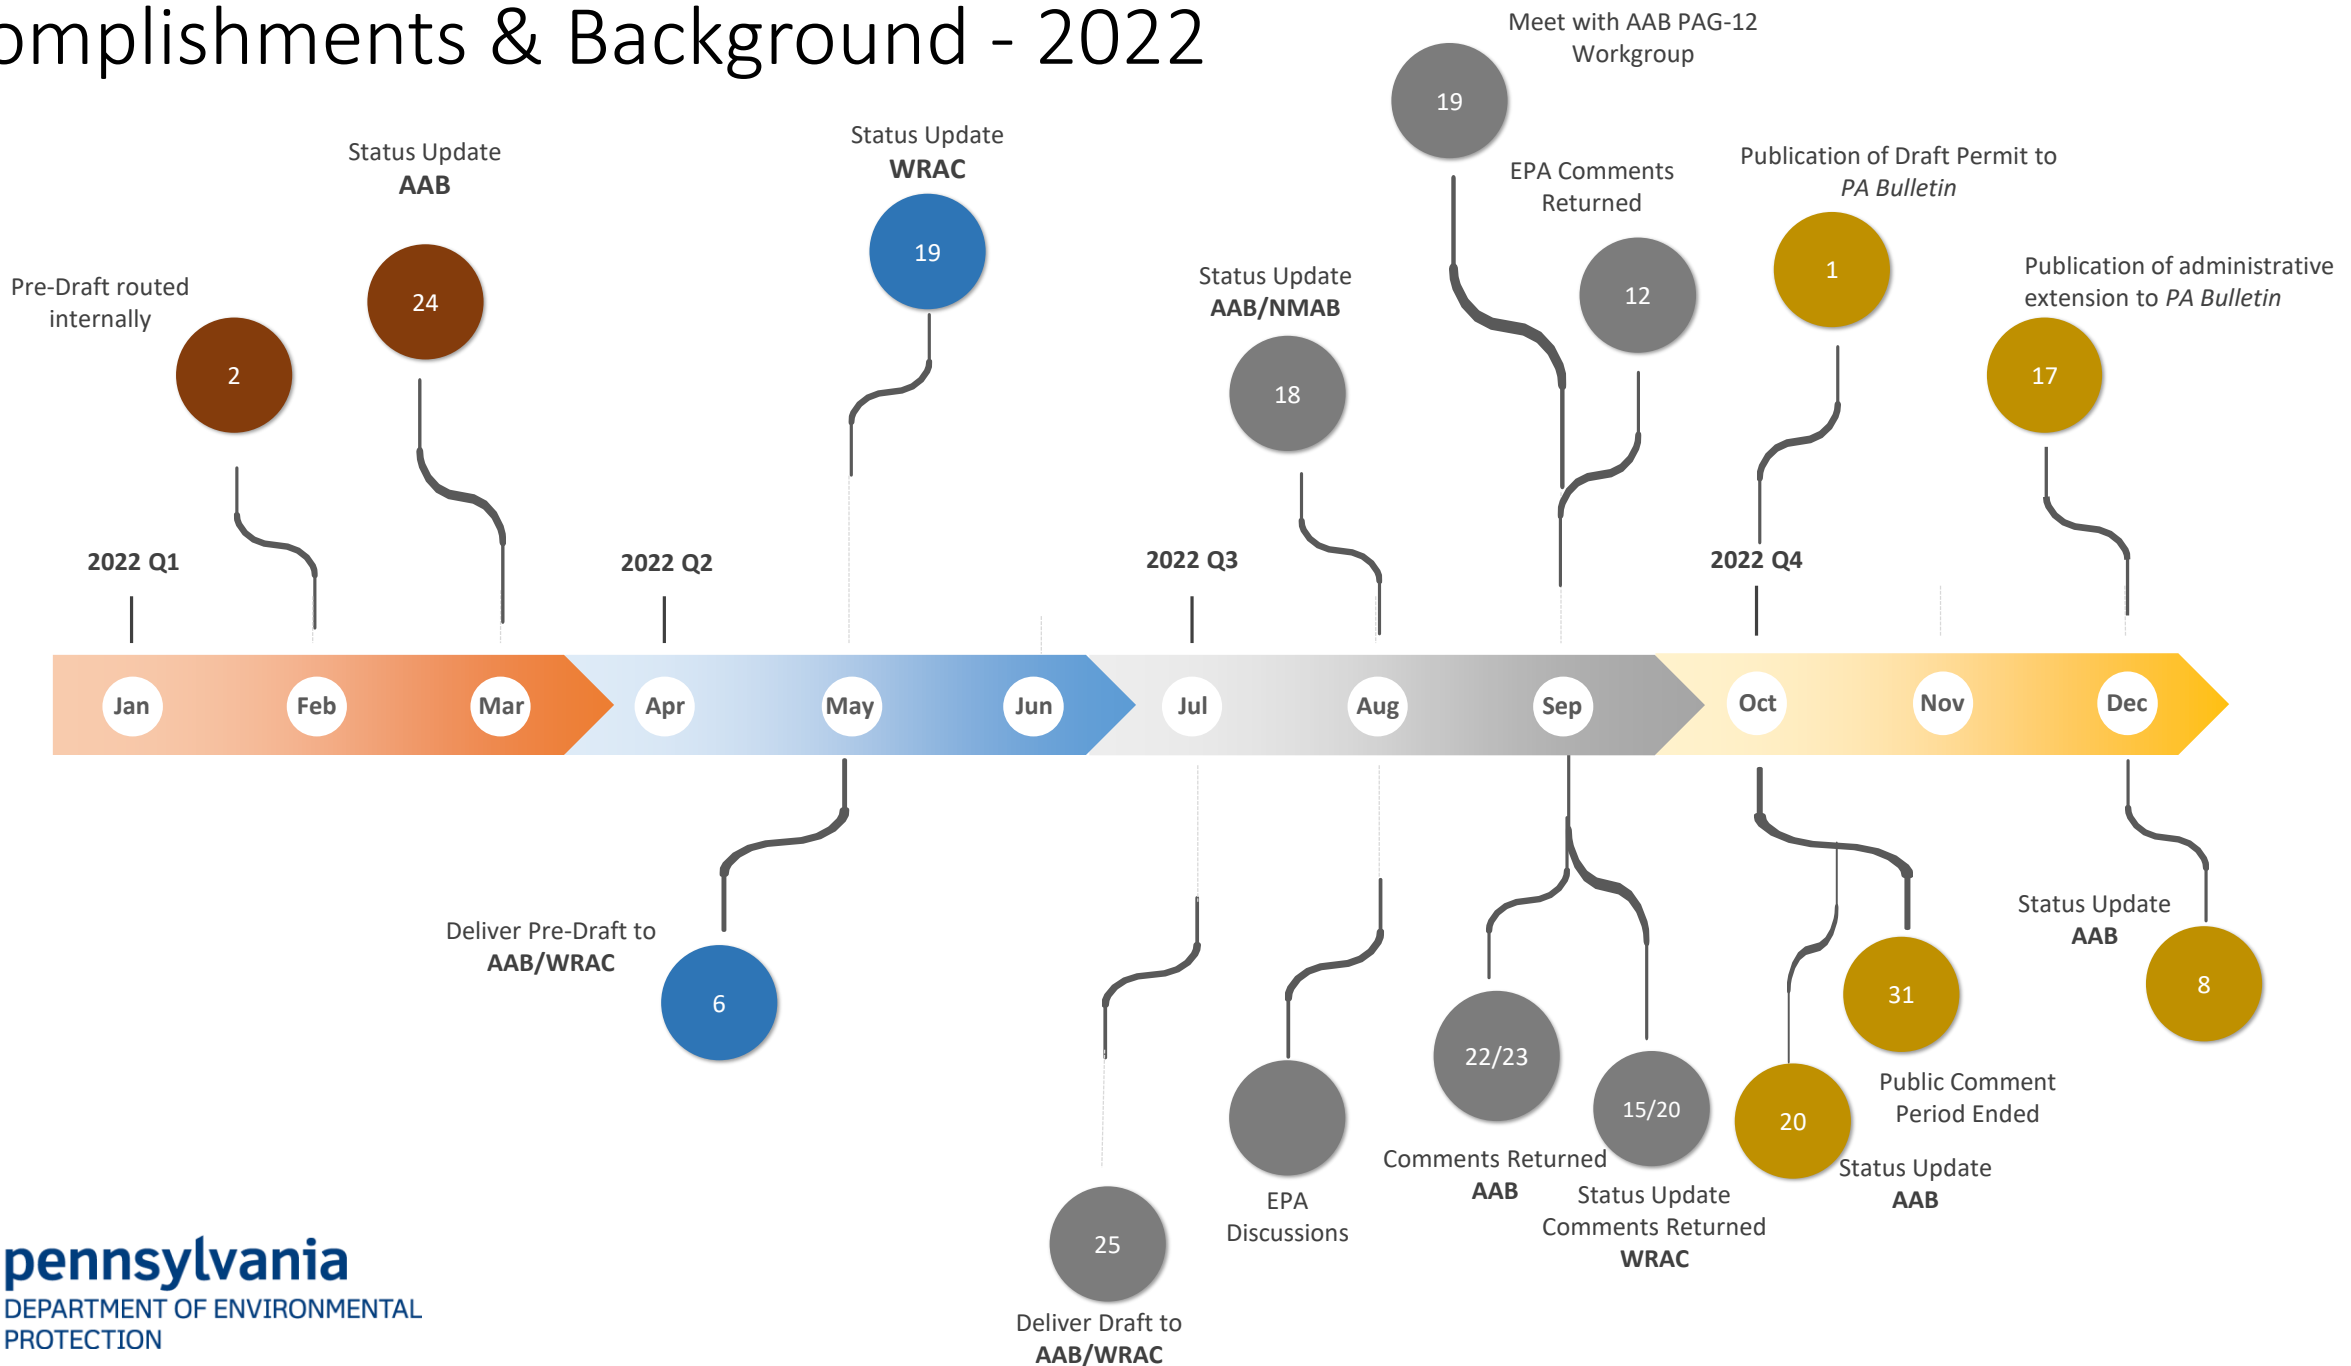 omplishments & Background - 2022
Meet with AAB PAG-12
Workgroup
19
Status Update
AAB
24
Status Update
WRAC
19
EPA Comments
Returned
12
Publication of Draft Permit to
PA Bulletin
1
Pre-Draft routed
internally
2
Status Update
AAB/NMAB
18
Publication of administrative
extension to PA Bulletin
17
2022 Q1
2022 Q2
2022 Q3
2022 Q4
Jan
Feb
Mar
Apr
May
Jun
Jul
Aug
Sep
Oct
Nov
Dec
Deliver Pre-Draft to
AAB/WRAC
6
25
Deliver Draft to
AAB/WRAC
EPA
Discussions
22/23
Comments Returned
AAB
15/20
Status Update
Comments Returned
WRAC
20
Status Update
AAB
31
Public Comment
Period Ended
Status Update
AAB
8
pennsylvania
DEPARTMENT OF ENVIRONMENTAL
PROTECTION